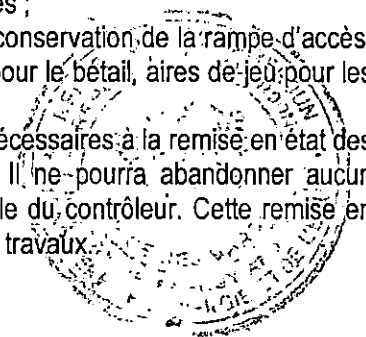 es ;
conservation de la rampe d'accès
pour le bétail, aires de jeu pour les
nécessaires à la remise en état des
Il ne pourra abandonner aucun
le du contrôleur. Cette remise en
travaux.